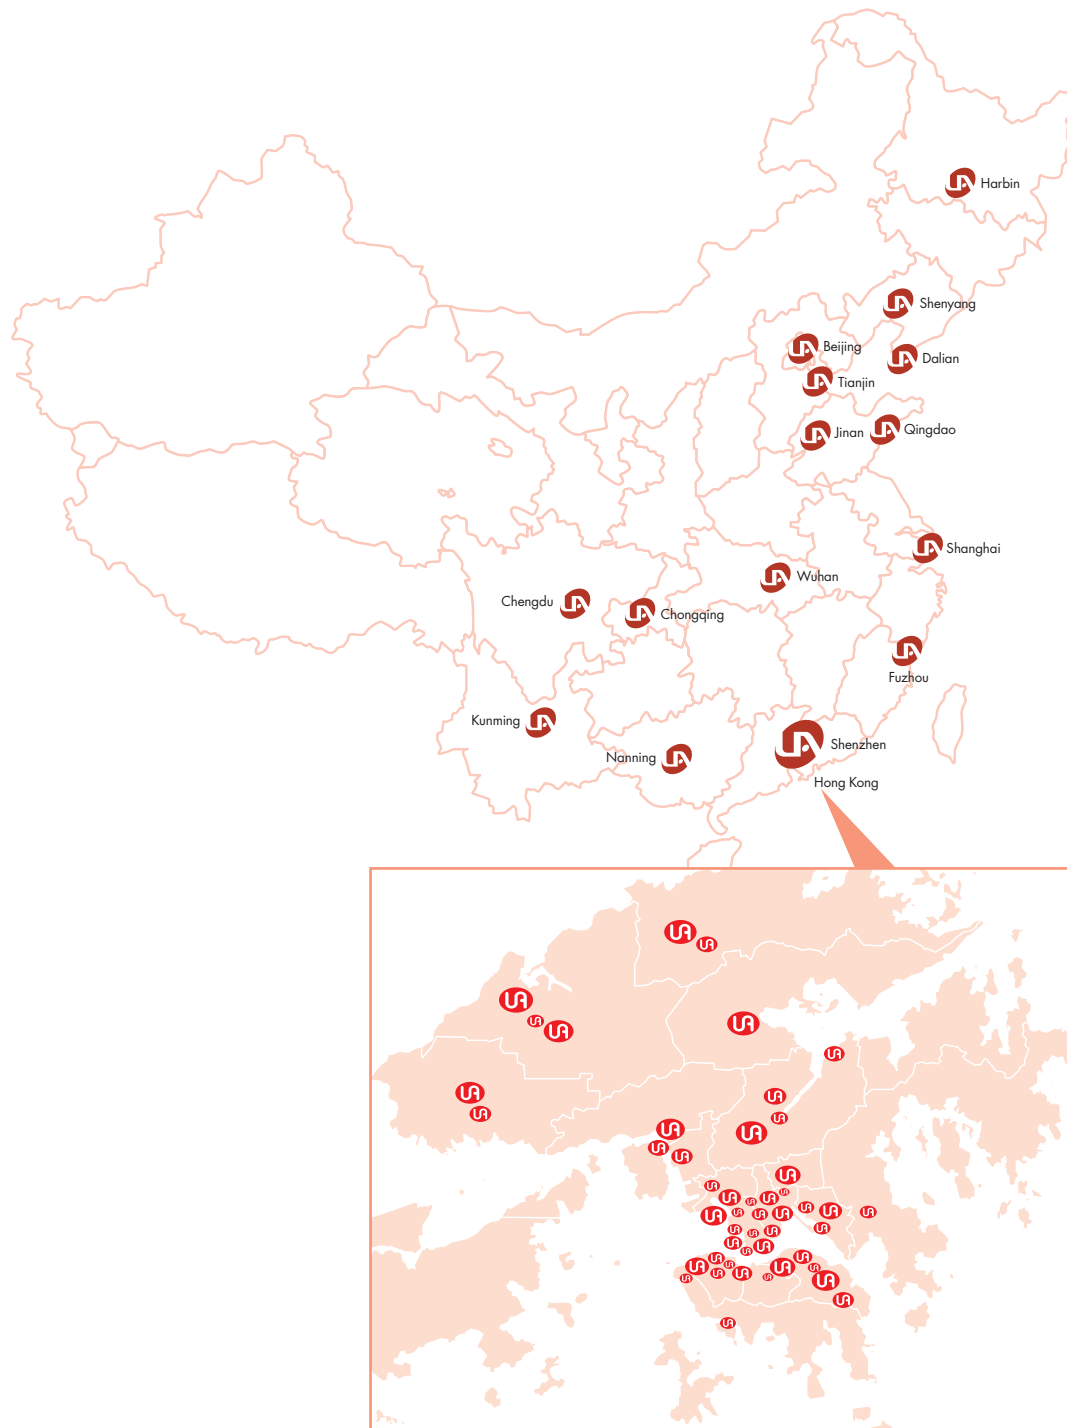 Harbin
Shenyang
Beijing
Dalian
Tianjin
Jinan
Qingdao
Shanghai
Wuhan
Chengdu
Chongqing
Fuzhou
Kunming
Shenzhen
Nanning
Hong Kong